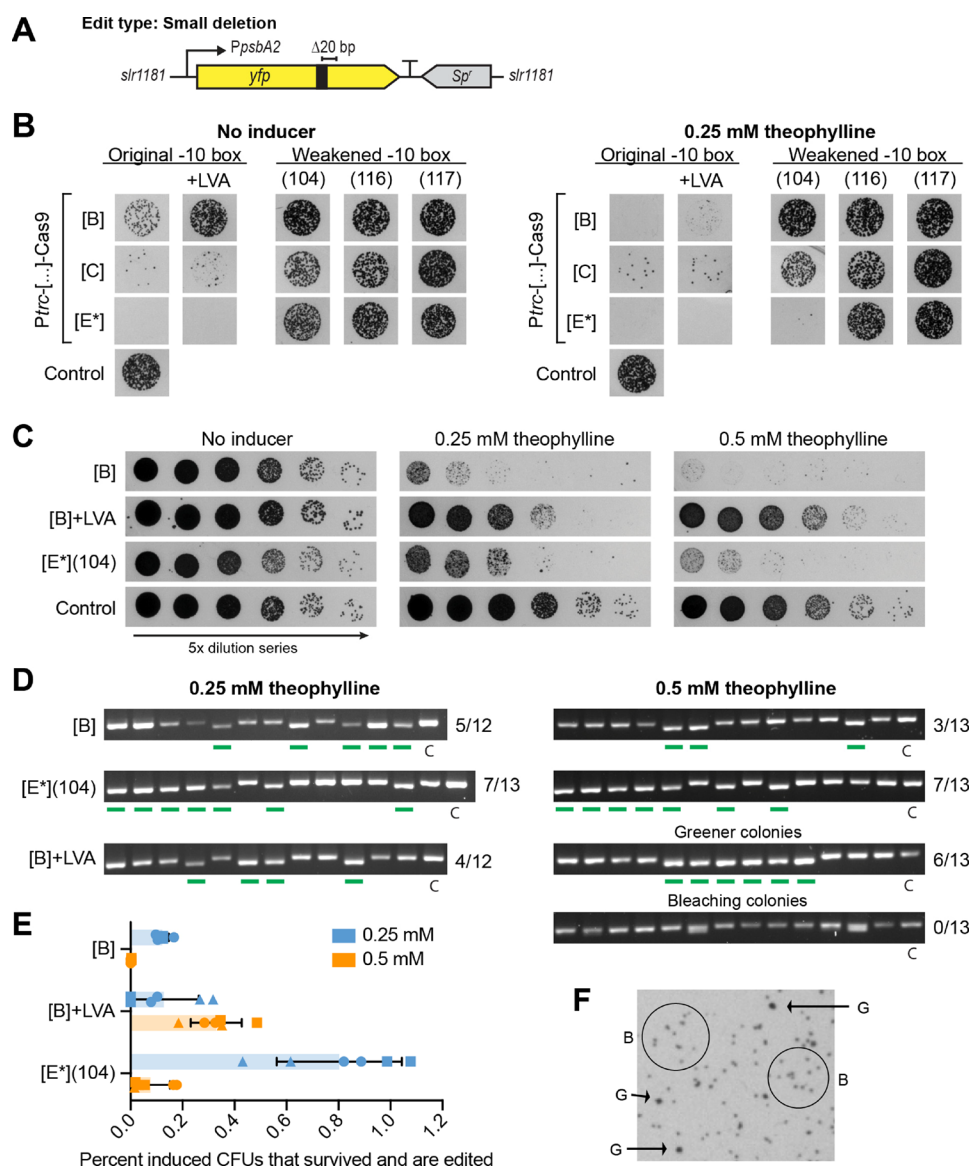 A
Edit type: Small deletion
PpsbA2
Δ20 bp
slr1181
yfp
Spr
slr1181
B
No inducer
Original -10 box
Weakened -10 box
+LVA
(104)
(116)
(117)
Ptrc-[...]-Cas9
[B]
[C]
[E*]
Control
0.25 mM theophylline
Original -10 box
Weakened -10 box
+LVA
(104)
(116)
(117)
Ptrc-[...]-Cas9
[B]
[C]
[E*]
Control
C
No inducer
0.25 mM theophylline
0.5 mM theophylline
[B]
[B]+LVA
[E*](104)
Control
5x dilution series
D
0.25 mM theophylline
0.5 mM theophylline
[B]
5/12
C
3/13
C
[E*](104)
7/13
C
7/13
C
Greener colonies
[B]+LVA
4/12
C
6/13
C
Bleaching colonies
0/13
C
E
0.25 mM
0.5 mM
[B]
[B]+LVA
[E*](104)
0.0
0.2
0.4
0.6
0.8
1.0
1.2
Percent induced CFUs that survived and are edited
F
G
B
B
G
G